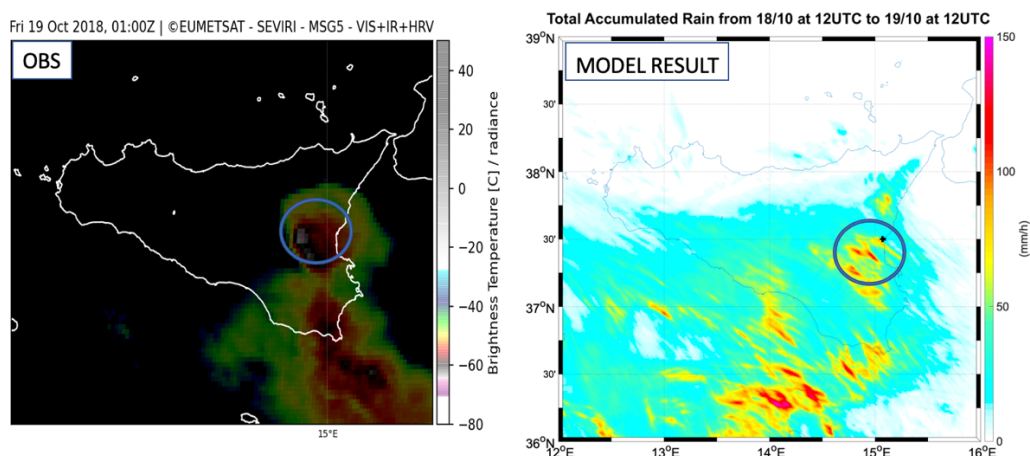 Fri 19 Oct 2018, 01:00Z | ©EUMETSAT - SEVIRI - MSG5 - VIS+IR+HRV
OBS
40
20
0
−20
−40
−60
−80
Brightness Temperature [C] / radiance
15°E
Total Accumulated Rain from 18/10 at 12UTC to 19/10 at 12UTC
MODEL RESULT
39°N
30'
38°N
30'
37°N
30'
36°N
12°E
13°E
14°E
15°E
16°E
150
100
50
0
(mm/h)